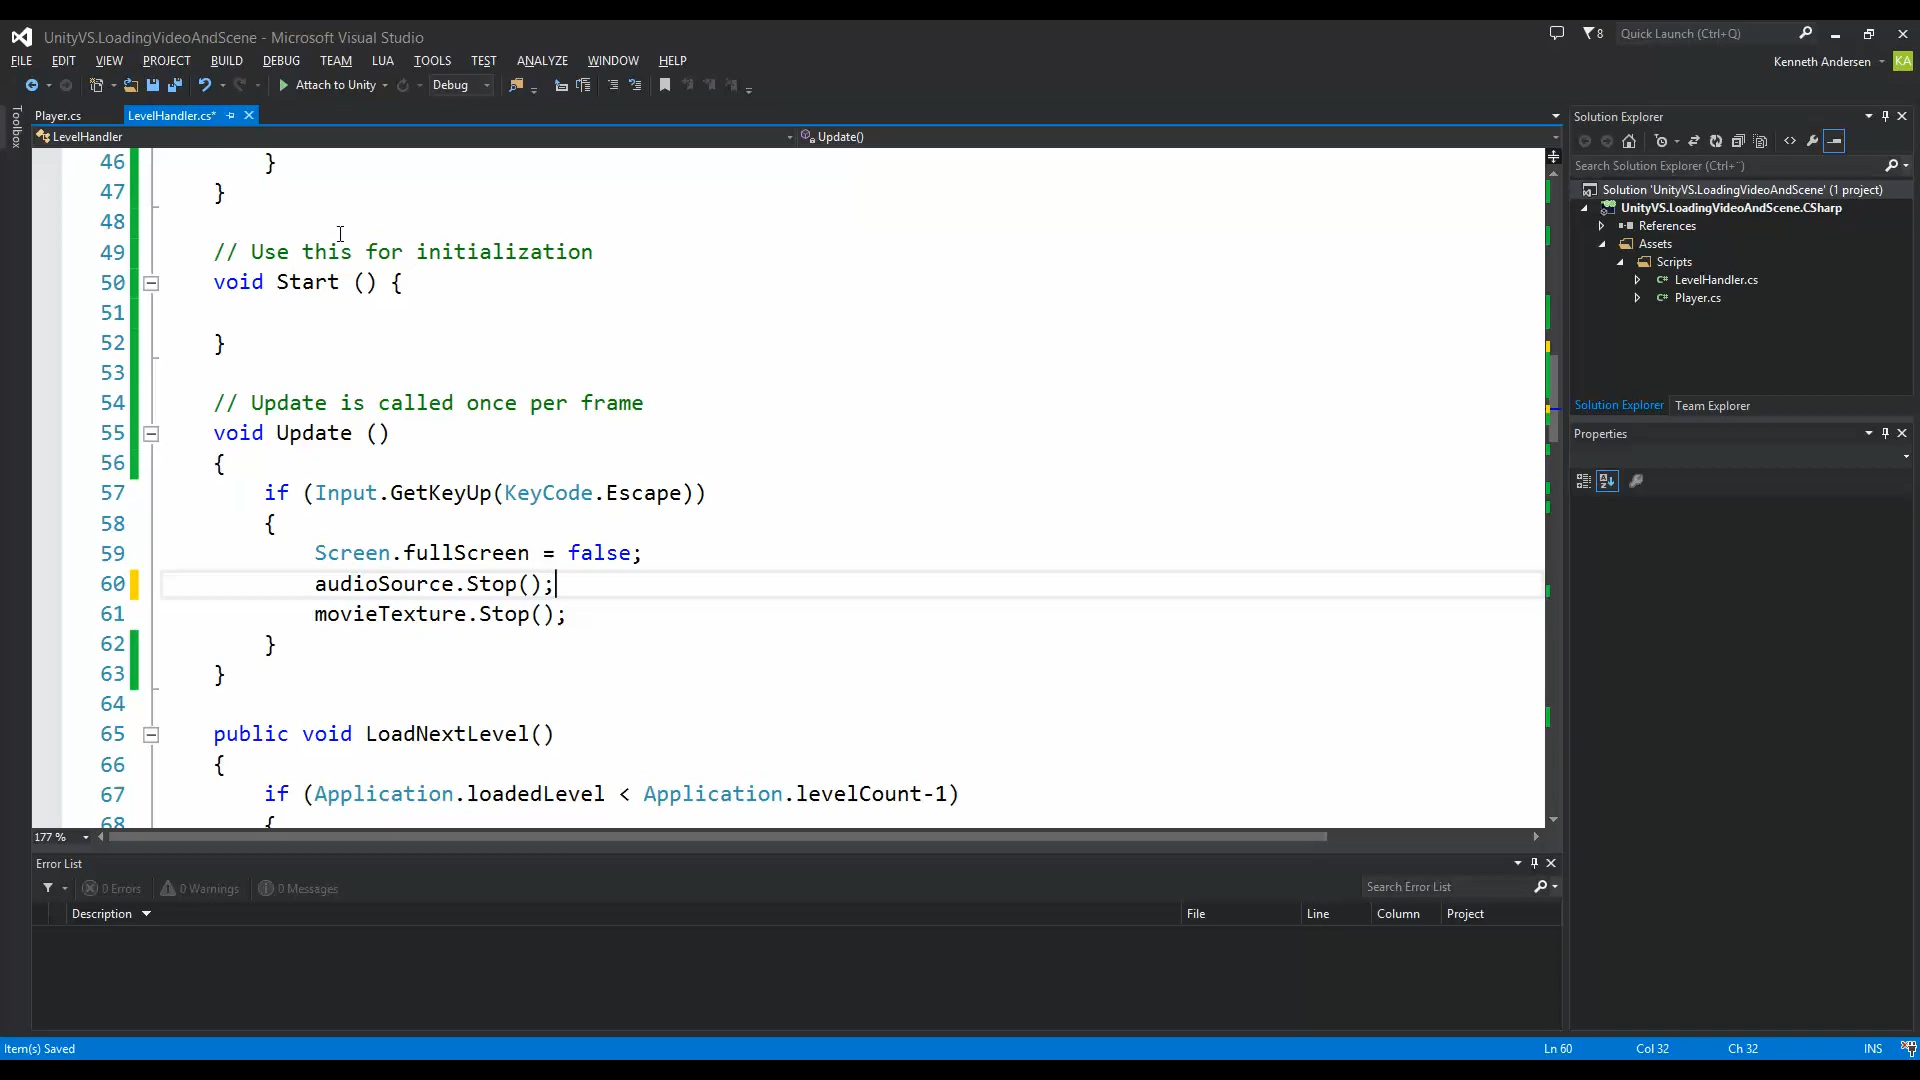 UnityVS.LoadingVideoAndScene - Microsoft Visual Studio
8
Quick Launch (Ctrl+Q)
FILE EDIT VIEW PROJECT BUILD DEBUG TEAM LUA TOOLS TEST ANALYZE WINDOW HELP
Kenneth Andersen KA
Attach to Unity Debug
Toolbox
Player.cs LevelHandler.cs*
LevelHandler Update()
46 }
47 }
48
49 // Use this for initialization
50 void Start () {
51
52 }
53
54 // Update is called once per frame
55 void Update ()
56 {
57 if (Input.GetKeyUp(KeyCode.Escape))
58 {
59 Screen.fullScreen = false;
60 audioSource.Stop();
61 movieTexture.Stop();
62 }
63 }
64
65 public void LoadNextLevel()
66 {
67 if (Application.loadedLevel < Application.levelCount-1)
68 {
177 %
Solution Explorer
Search Solution Explorer (Ctrl+¨)
Solution 'UnityVS.LoadingVideoAndScene' (1 project)
UnityVS.LoadingVideoAndScene.CSharp
References
Assets
Scripts
C# LevelHandler.cs
C# Player.cs
Solution Explorer Team Explorer
Properties
Error List
0 Errors 0 Warnings 0 Messages
Search Error List
Description File Line Column Project
Item(s) Saved Ln 60 Col 32 Ch 32 INS